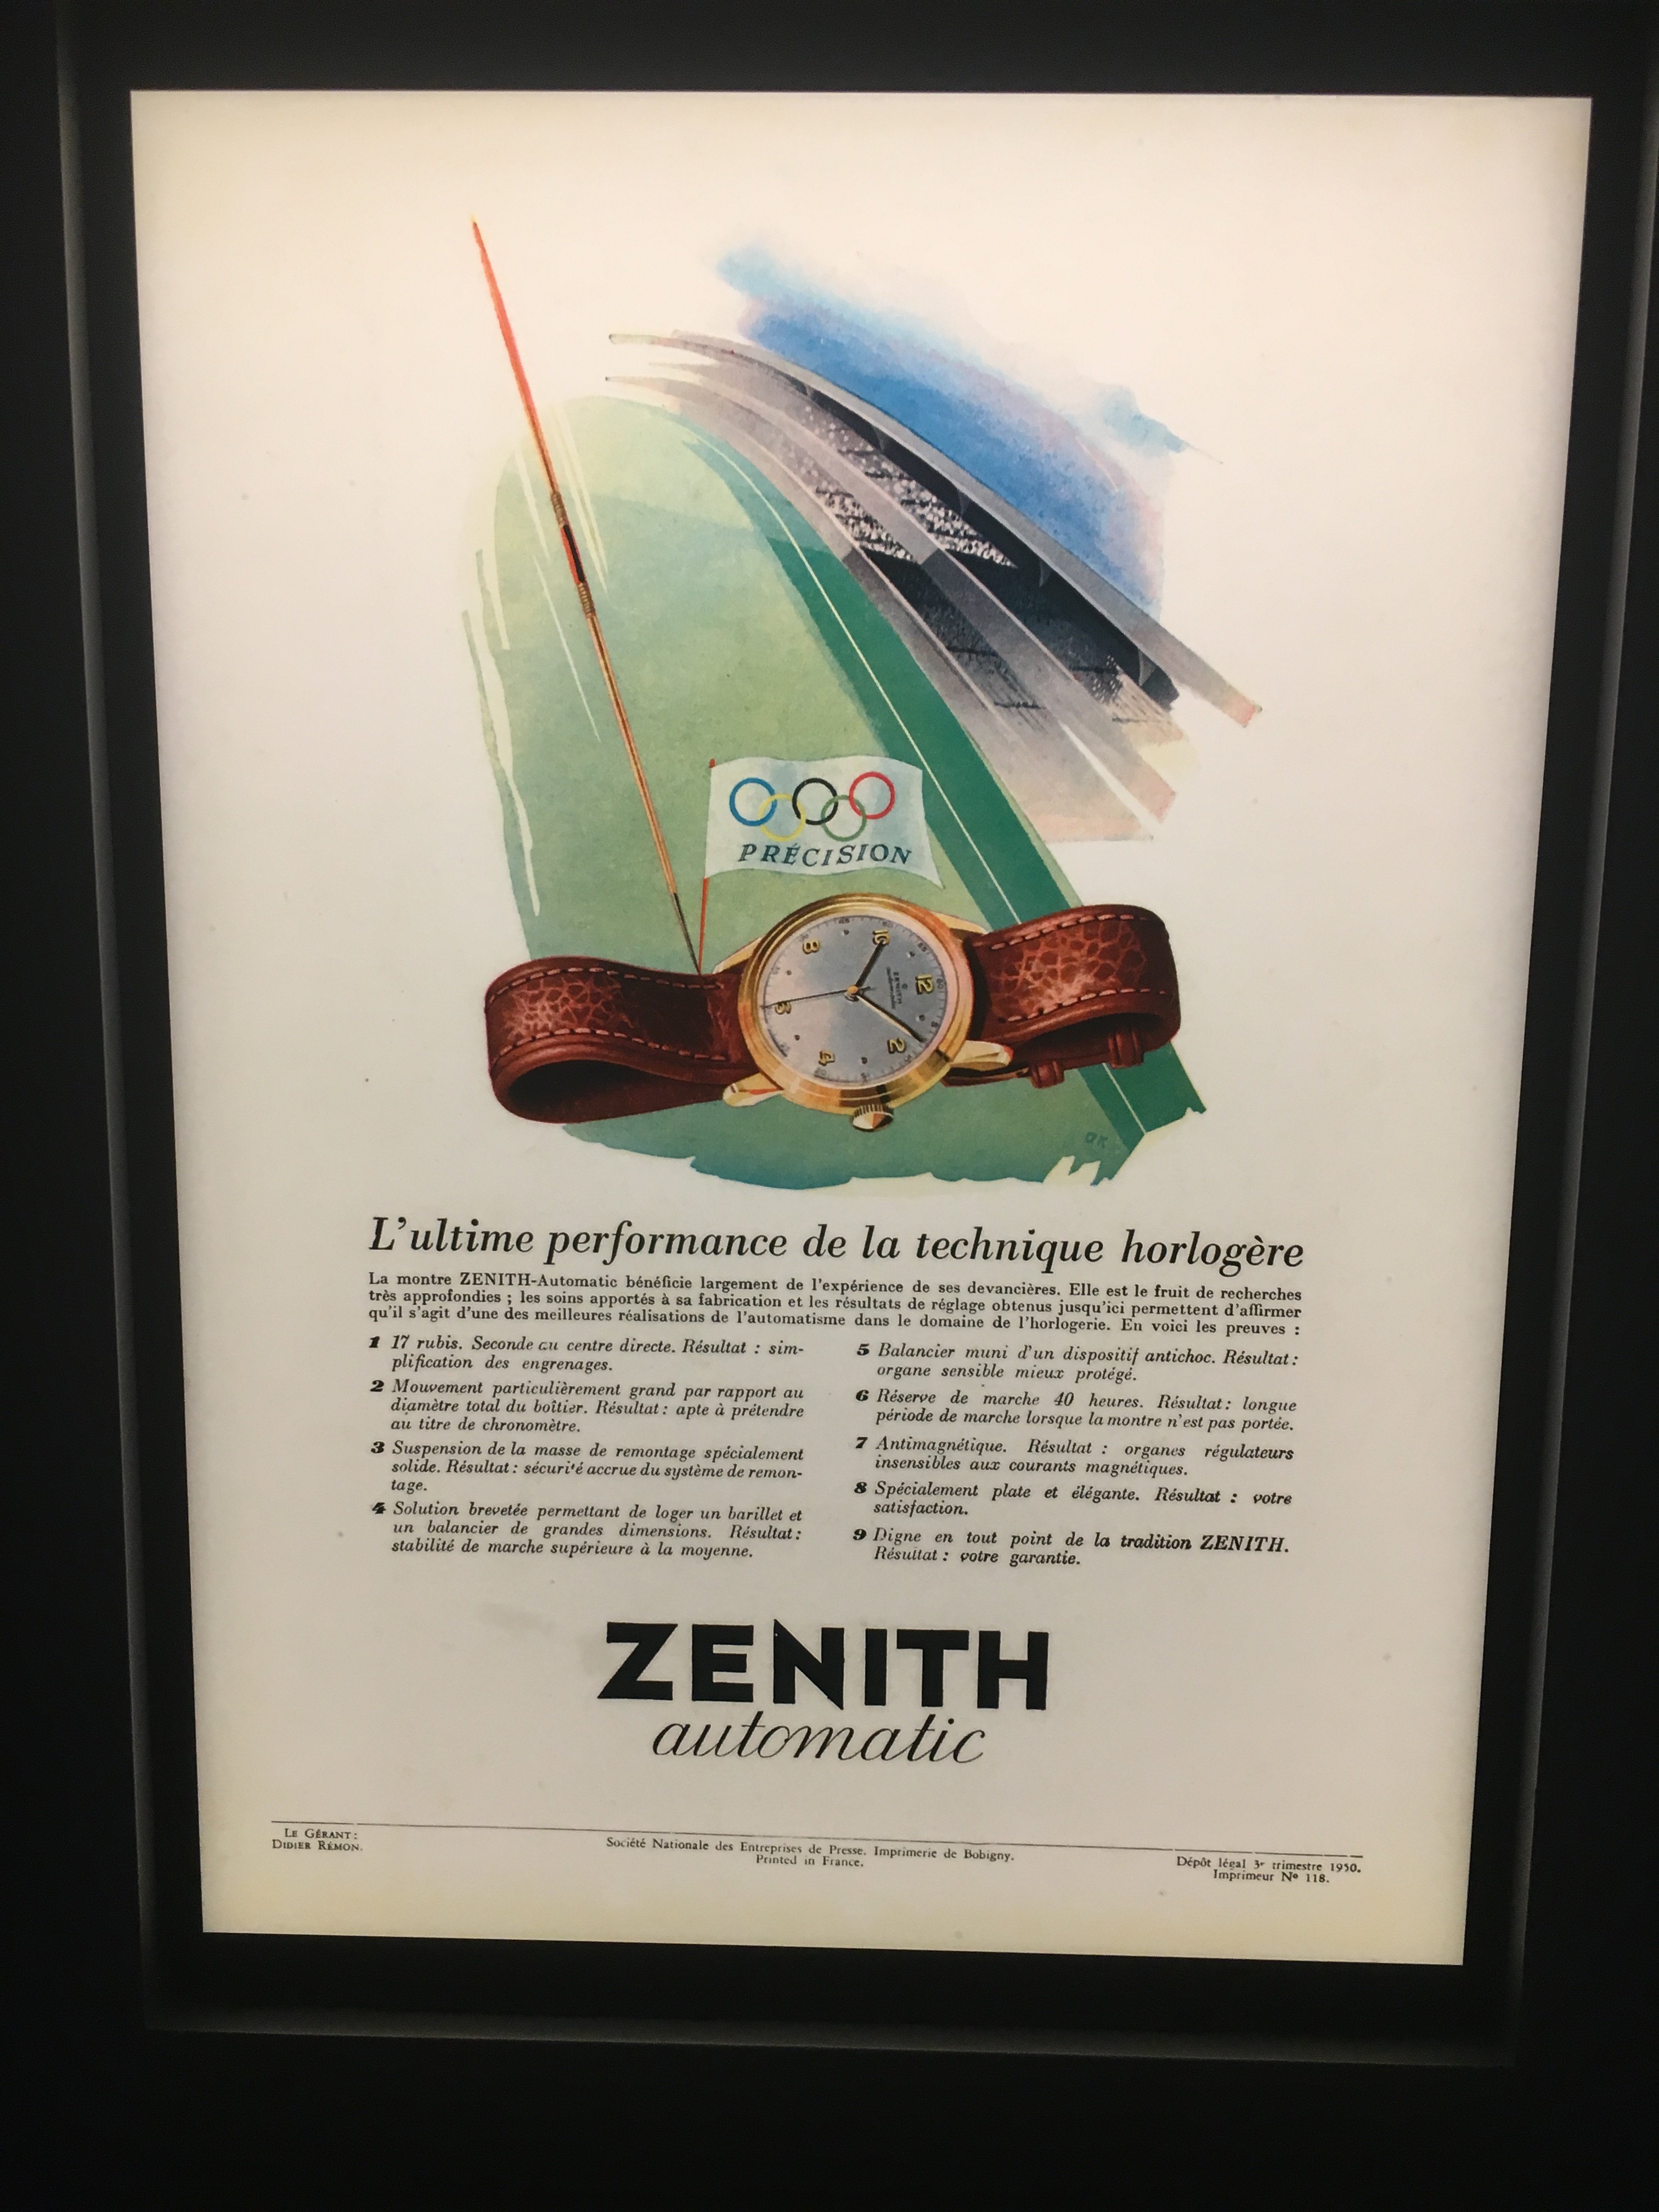 PRÉCISION
8
10
12
ZENITH
6
2
4
L'ultime performance de la technique horlogère
La montre ZENITH-Automatic bénéficie largement de l'expérience de ses devancières. Elle est le fruit de recherches
très approfondies ; les soins apportés à sa fabrication et les résultats de réglage obtenus jusqu'ici permettent d'affirmer
qu'il s'agit d'une des meilleures réalisations de l'automatisme dans le domaine de l'horlogerie. En voici les preuves :
1 17 rubis. Seconde au centre directe. Résultat : sim-
plification des engrenages.
2 Mouvement particulièrement grand par rapport au
diamètre total du boîtier. Résultat : apte à prétendre
au titre de chronomètre.
3 Suspension de la masse de remontage spécialement
solide. Résultat : sécurité accrue du système de remon-
tage.
4 Solution brevetée permettant de loger un barillet et
un balancier de grandes dimensions. Résultat :
stabilité de marche supérieure à la moyenne.
5 Balancier muni d'un dispositif antichoc. Résultat :
organe sensible mieux protégé.
6 Réserve de marche 40 heures. Résultat : longue
période de marche lorsque la montre n'est pas portée.
7 Antimagnétique. Résultat : organes régulateurs
insensibles aux courants magnétiques.
8 Spécialement plate et élégante. Résultat : votre
satisfaction.
9 Digne en tout point de la tradition ZENITH.
Résultat : votre garantie.
ZENITH
automatic
LE GÉRANT :
DIDIER RÉMON.
Société Nationale des Entreprises de Presse. Imprimerie de Bobigny.
Printed in France.
Dépôt légal 3e trimestre 1950.
Imprimeur No 118.